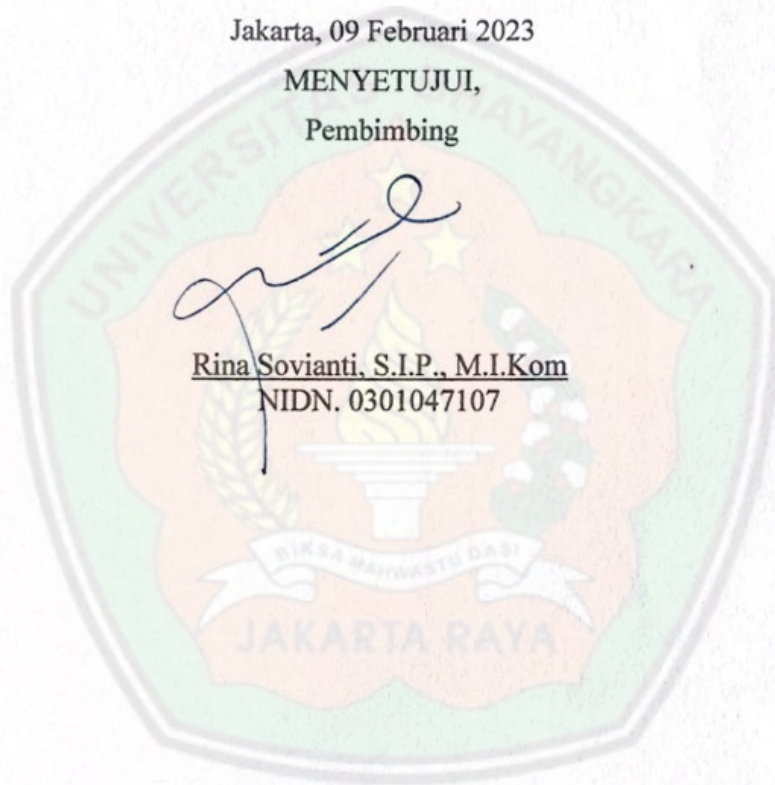 Jakarta, 09 Februari 2023
MENYETUJUI,
Pembimbing
Rina Sovianti, S.I.P., M.I.Kom
NIDN. 0301047107
UNIVERSITAS BHAYANGKARA
BIKSA MAHWASTU DASI
JAKARTA RAYA